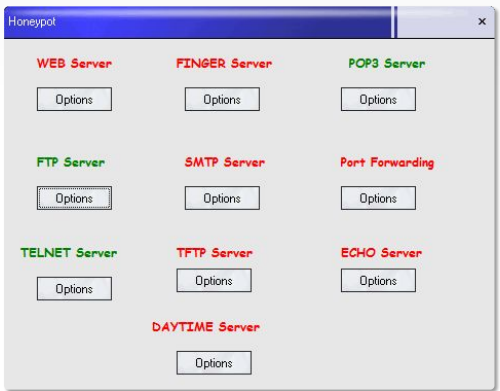 Honeypot
WEB Server FINGER Server POP3 Server
Options Options Options
FTP Server SMTP Server Port Forwarding
Options Options Options
TELNET Server TFTP Server ECHO Server
Options Options Options
DAYTIME Server
Options